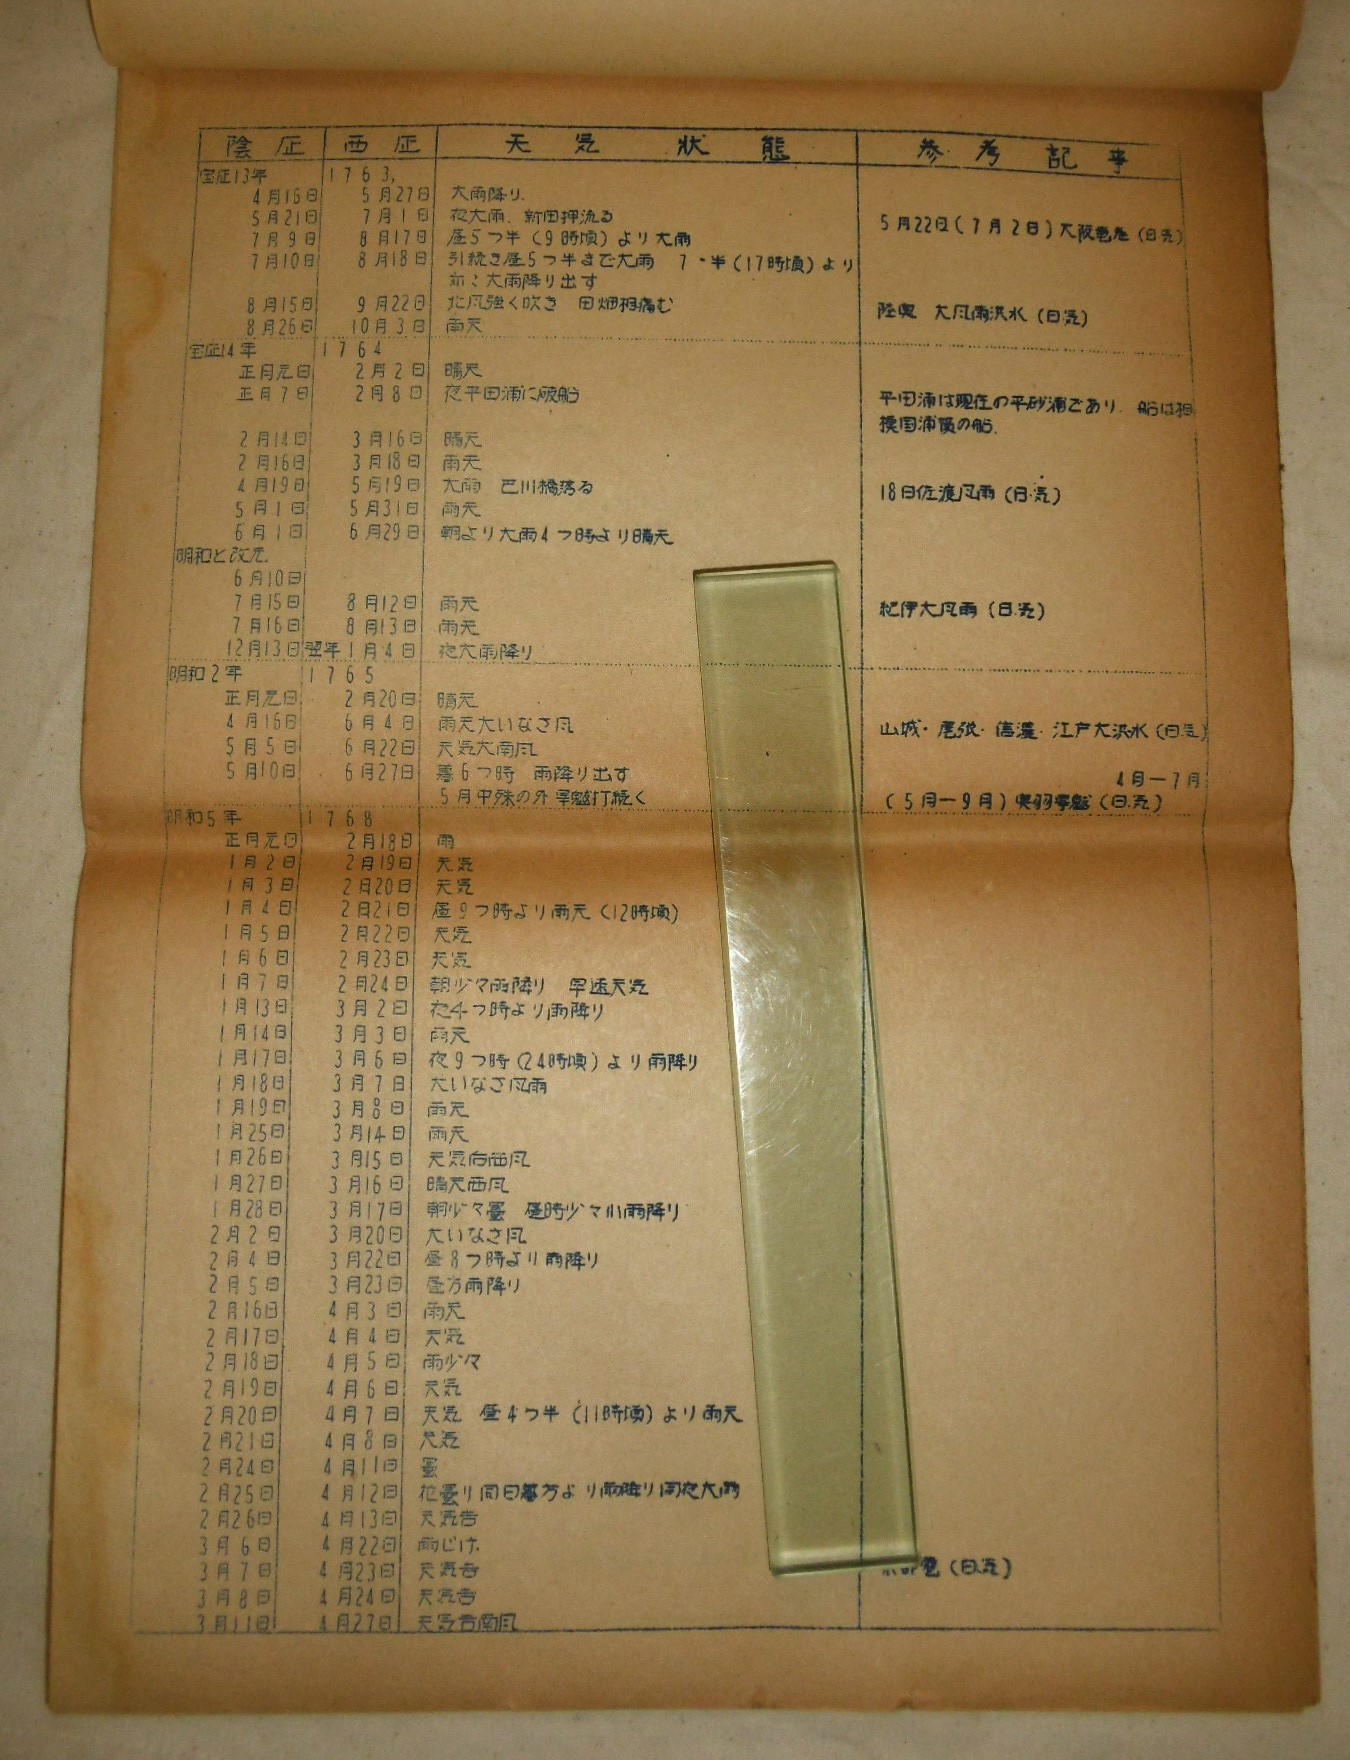 陰圧 西圧 天気状態 参考記事
宝圧13年 1763,
4月16日 5月27日 大雨降り.
5月21日 7月1日 夜大雨、新田押流る 5月22日(7月2日)大阪
7月9日 8月17日 昼5つ半(9時頃)より大雨
7月10日 8月18日 引続き昼5つ半まで大雨 7・半(17時頃)より
大雨降り出す
8月15日 9月22日 北風強く吹き 田畑相痛む 陸奥 大風雨洪水(日.気)
8月26日 10月3日 雨天
宝圧14年 1764
正月元日 2月2日 晴天
正月7日 2月8日 夜平田浦に破船 平田浦は現在の平砂浦であり. 船は相
模国浦賀の船.
2月14日 3月16日 晴天
2月16日 3月18日 雨天
4月19日 5月19日 大雨 巴川橋落る 18日佐渡風雨(日.気)
5月1日 5月31日 雨天
6月1日 6月29日 朝より大雨4つ時より晴天
明和と改元.
6月10日
7月15日 8月12日 雨天 紀伊大風雨(日.気)
7月16日 8月13日 雨天
12月13日 翌年1月4日 夜大雨降り
明和2年 1765
正月元日 2月20日 晴天
4月16日 6月4日 雨天大いなさ風 山城・尾張・信濃・江戸大洪水(日.気)
5月5日 6月22日 天気大南風
5月10日 6月27日 暮6つ時 雨降り出す 4月―7月
5月中殊の外旱魃打続く (5月―9月)奥羽旱魃(日.気)
明和5年 1768
正月元日 2月18日 雨
1月2日 2月19日 天気
1月3日 2月20日 天気
1月4日 2月21日 昼9つ時より雨天(12時頃)
1月5日 2月22日 天気
1月6日 2月23日 天気
1月7日 2月24日 朝少々雨降り 早速天気
1月13日 3月2日 夜4つ時より雨降り
1月14日 3月3日 雨天
1月17日 3月6日 夜9つ時(24時頃)より雨降り
1月18日 3月7日 大いなさ風雨
1月19日 3月8日 雨天
1月25日 3月14日 雨天
1月26日 3月15日 天気 西風
1月27日 3月16日 晴天西風
1月28日 3月17日 朝少々曇 昼時少々小雨降り
2月2日 3月20日 大いなさ風
2月4日 3月22日 昼8つ時より雨降り
2月5日 3月23日 昼方雨降り
2月16日 4月3日 雨天
2月17日 4月4日 天気
2月18日 4月5日 雨少々
2月19日 4月6日 天気
2月20日 4月7日 天気 昼4つ半(11時頃)より雨天
2月21日 4月8日 天気
2月24日 4月11日 曇
2月25日 4月12日 花曇り同日暮方より雨降り同夜大雨
2月26日 4月13日 天気吉
3月6日 4月22日 雨じけ.
3月7日 4月23日 天気吉 (日.気)
3月8日 4月24日 天気吉
3月11日 4月27日 天気吉南風